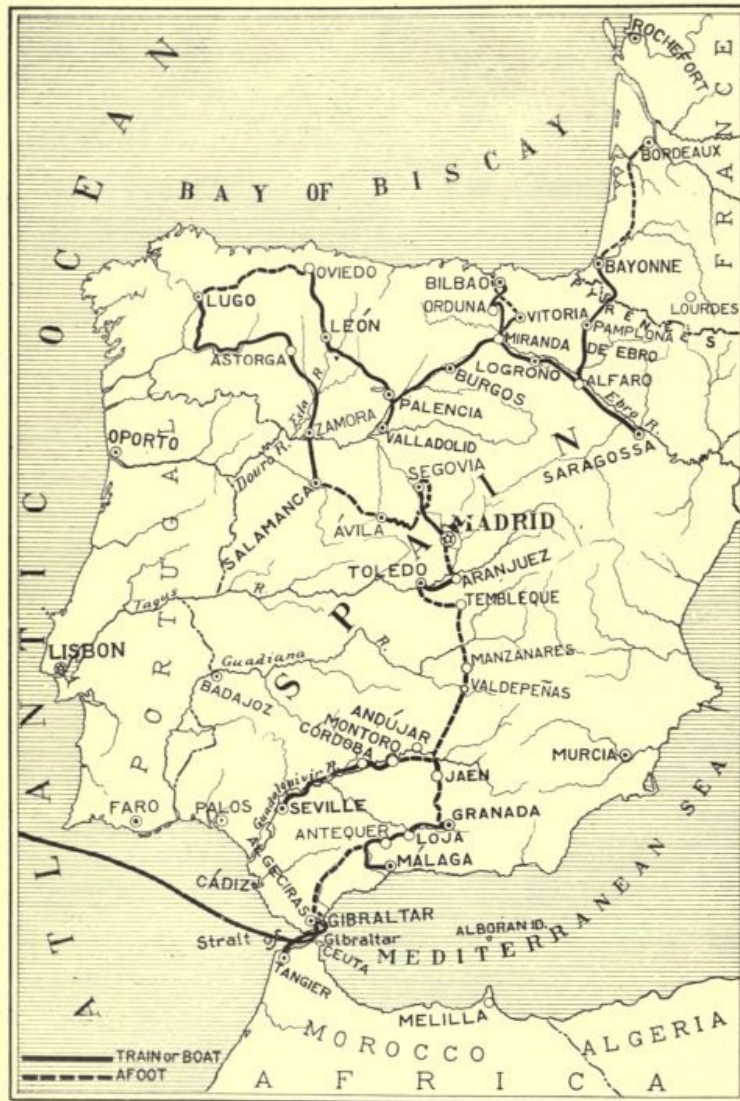 ATLANTIC OCEAN
BAY OF BISCAY
ROCHEFORT
FRANCE
BORDEAUX
BAYONNE
PYRENEES
LOURDES
OVIEDO
BILBAO
LUGO
ORDUNA
VITORIA
PAMPLONA
LEÓN
MIRANDA
DE EBRO
ASTORGA
LOGROÑO
ALFARO
BURGOS
Esla R.
Ebro R.
PALENCIA
ZAMORA
VALLADOLID
OPORTO
SARAGOSSA
Douro R.
SEGOVIA
SALAMANCA
SPAIN
PORTUGAL
ÁVILA
MADRID
TOLEDO
ARANJUEZ
Tagus R.
TEMBLEQUE
LISBON
Guadiana R.
MANZANARES
BADAJOZ
VALDEPEÑAS
ANDÚJAR
MONTORO
CÓRDOBA
MURCIA
Guadalquivir R.
JAEN
SEVILLE
FARO
PALOS
GRANADA
ANTEQUER
LOJA
MÁLAGA
ALGECIRAS
CÁDIZ
GIBRALTAR
ALBORÁN ID.
MEDITERRANEAN SEA
Strait of Gibraltar
CEUTA
TANGIER
MELILLA
MOROCCO
ALGERIA
AFRICA
TRAIN or BOAT
AFOOT